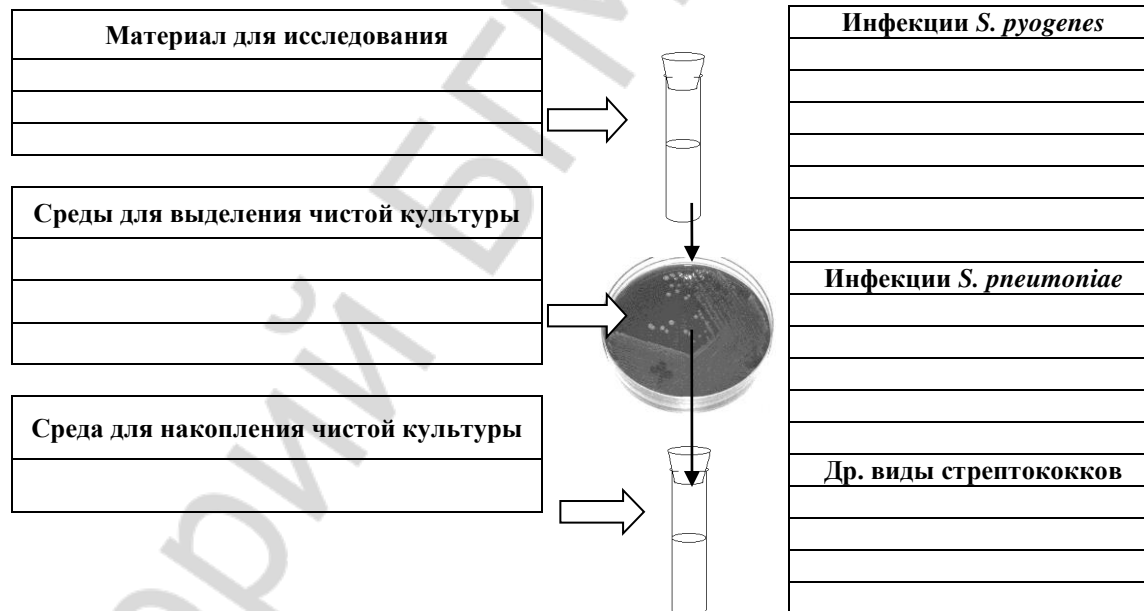 Материал для исследования
Среды для выделения чистой культуры
Среда для накопления чистой культуры
Инфекции S. pyogenes
Инфекции S. pneumoniae
Др. виды стрептококков